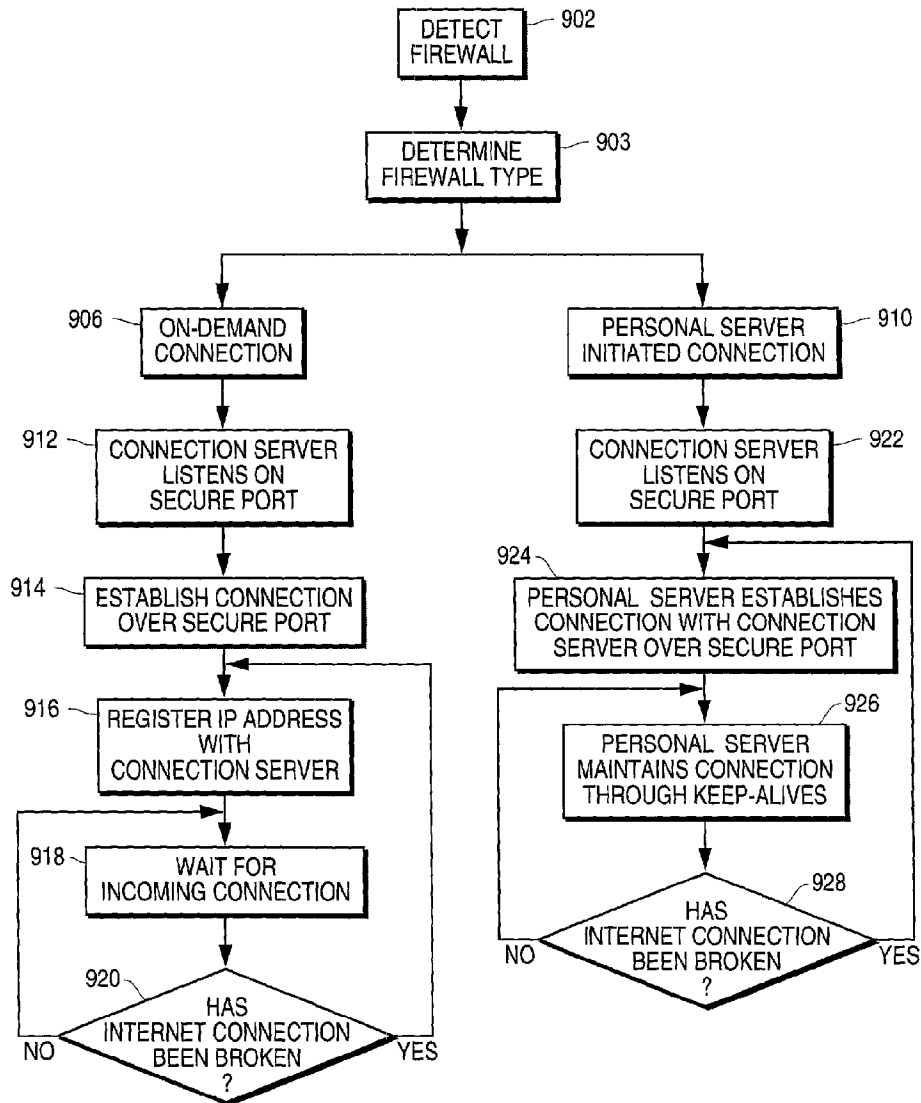 902
DETECT
FIREWALL
903
DETERMINE
FIREWALL TYPE
906
ON-DEMAND
CONNECTION
912
CONNECTION SERVER
LISTENS ON
SECURE PORT
914
ESTABLISH CONNECTION
OVER SECURE PORT
916
REGISTER IP ADDRESS
WITH
CONNECTION SERVER
918
WAIT FOR
INCOMING CONNECTION
920
HAS
INTERNET CONNECTION
BEEN BROKEN
?
NO
YES
910
PERSONAL SERVER
INITIATED CONNECTION
922
CONNECTION SERVER
LISTENS ON
SECURE PORT
924
PERSONAL SERVER ESTABLISHES
CONNECTION WITH CONNECTION
SERVER OVER SECURE PORT
926
PERSONAL SERVER
MAINTAINS CONNECTION
THROUGH KEEP-ALIVES
928
HAS
INTERNET CONNECTION
BEEN BROKEN
?
NO
YES